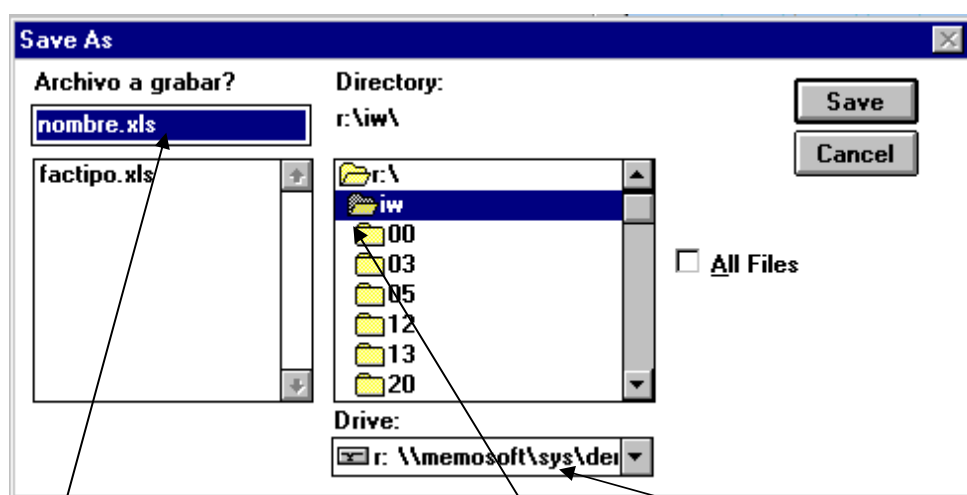 Save As
Archivo a grabar?
nombre.xls
factipo.xls
Directory:
r:\iw\
r:\
iw
00
03
05
12
13
20
Drive:
r: \\memosoft\sys\der
Save
Cancel
All Files